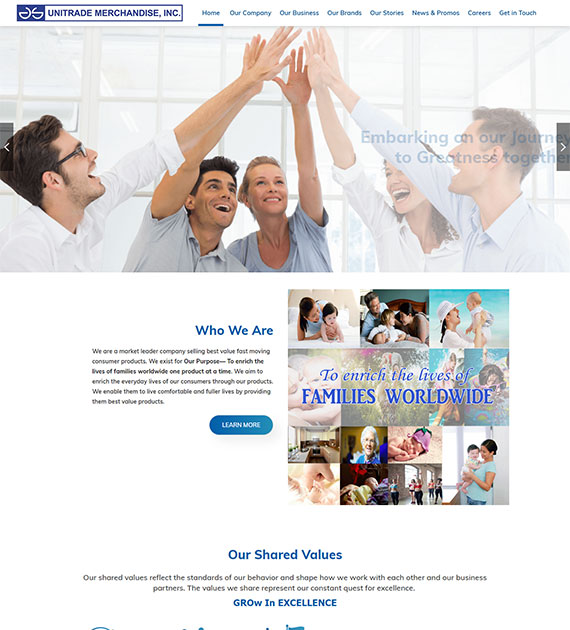 UNITRADE MERCHANDISE, INC.
Home Our Company Our Business Our Brands Our Stories News & Promos Careers Get in Touch
Embarking on our Journey
to Greatness together
Who We Are
We are a market leader company selling best value fast moving
consumer products. We exist for Our Purpose— To enrich the
lives of families worldwide one product at a time. We aim to
enrich the everyday lives of our consumers through our products.
We enable them to live comfortable and fuller lives by providing
them best value products.
LEARN MORE
To enrich the lives of
FAMILIES WORLDWIDE
Our Shared Values
Our shared values reflect the standards of our behavior and shape how we work with each other and our business
partners. The values we share represent our constant quest for excellence.
GROw In EXCELLENCE